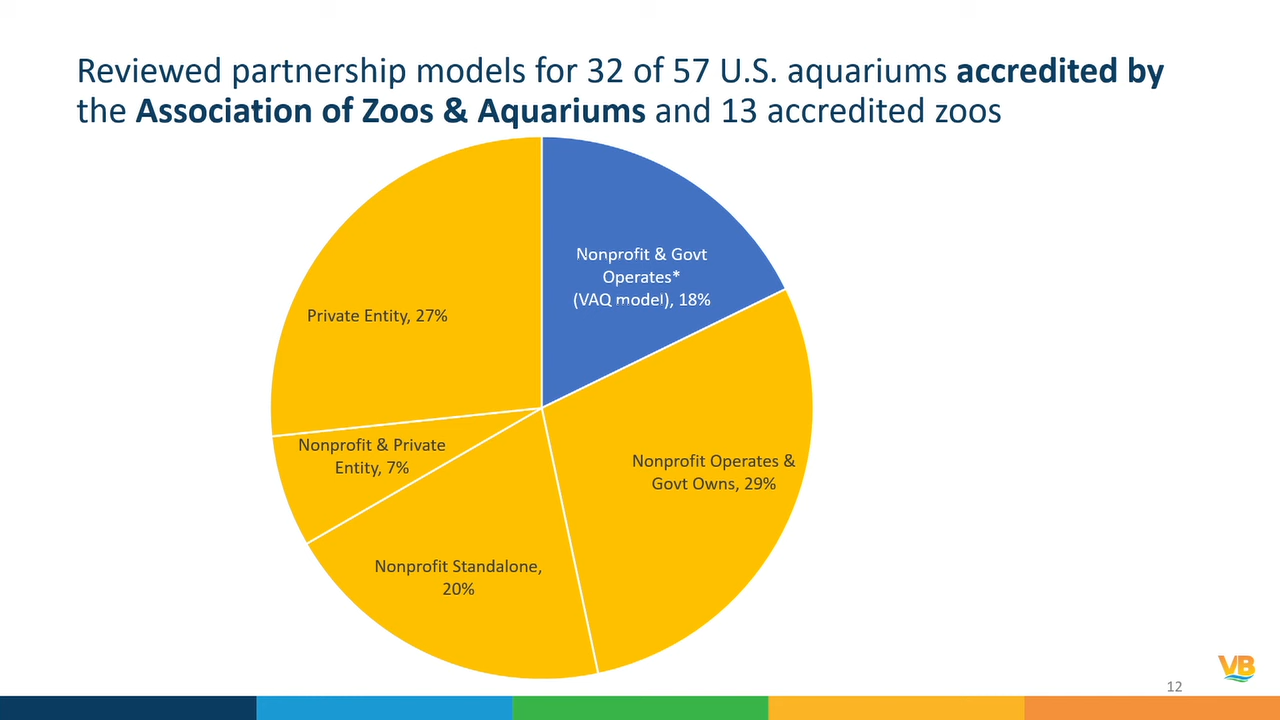 Reviewed partnership models for 32 of 57 U.S. aquariums accredited by
the Association of Zoos & Aquariums and 13 accredited zoos
Nonprofit & Govt
Operates*
(VAQ model), 18%
Private Entity, 27%
Nonprofit & Private
Entity, 7%
Nonprofit Operates &
Govt Owns, 29%
Nonprofit Standalone,
20%
VB
12